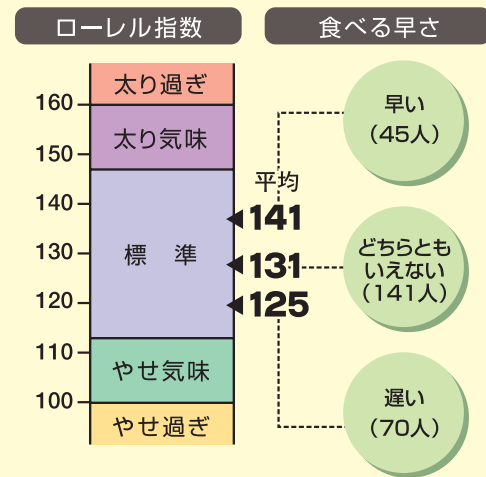 ローレル指数
食べる早さ
160
150
140
130
120
110
100
太り過ぎ
太り気味
標 準
やせ気味
やせ過ぎ
平均
141
131
125
早い
(45人)
どちらとも
いえない
(141人)
遅い
(70人)